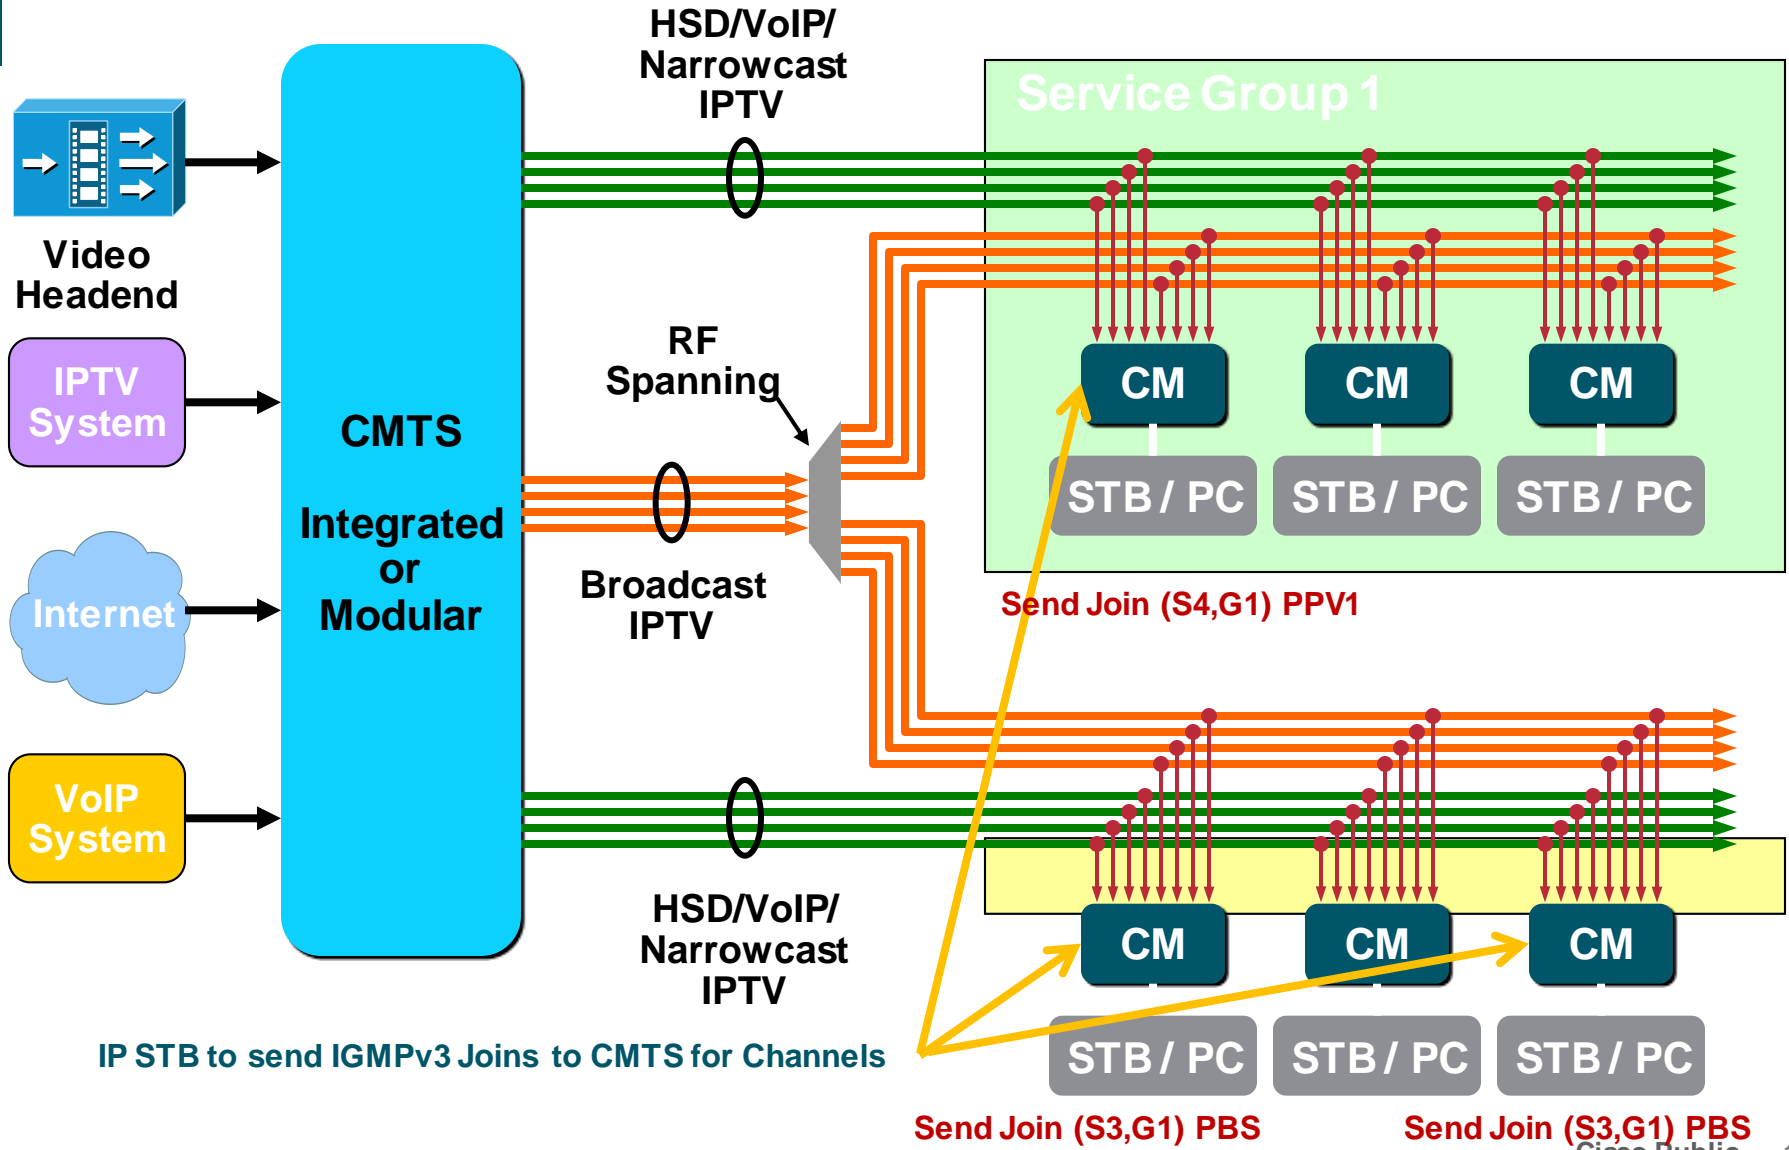 HSD/VoIP/
Narrowcast
IPTV
Service Group 1
Video
Headend
IPTV
System
RF
Spanning
CM
CM
CM
CMTS
Integrated
or
Modular
STB / PC
STB / PC
STB / PC
Internet
Broadcast
IPTV
Send Join (S4,G1) PPV1
VoIP
System
HSD/VoIP/
Narrowcast
IPTV
CM
CM
CM
IP STB to send IGMPv3 Joins to CMTS for Channels
STB / PC
STB / PC
STB / PC
Send Join (S3,G1) PBS
Send Join (S3,G1) PBS
Cisco Public